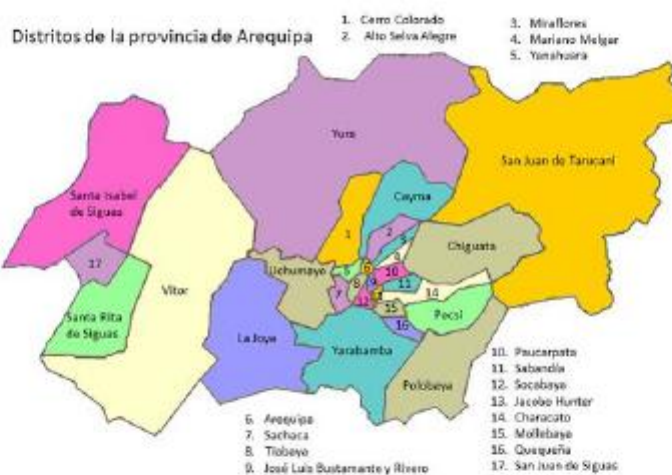 Distritos de la provincia de Arequipa
1. Cerro Colorado
2. Alto Selva Alegre
3. Miraflores
4. Mariano Melgar
5. Yanahuara
Yura
San Juan de Tarucani
Santa Isabel
de Siguas
Cayma
1
2
3
4
Chiguata
17
Vitor
Uchumayo
5
6
10
7
8
9
11
14
12
13
15
16
Santa Rita
de Siguas
La Joya
Pocsi
Yarabamba
Polobaya
6. Arequipa
7. Sachaca
8. Tiabaya
9. José Luis Bustamante y Rivero
10. Paucarpata
11. Sabandía
12. Socabaya
13. Jacobo Hunter
14. Characato
15. Mollebaya
16. Quequeña
17. San Juan de Siguas